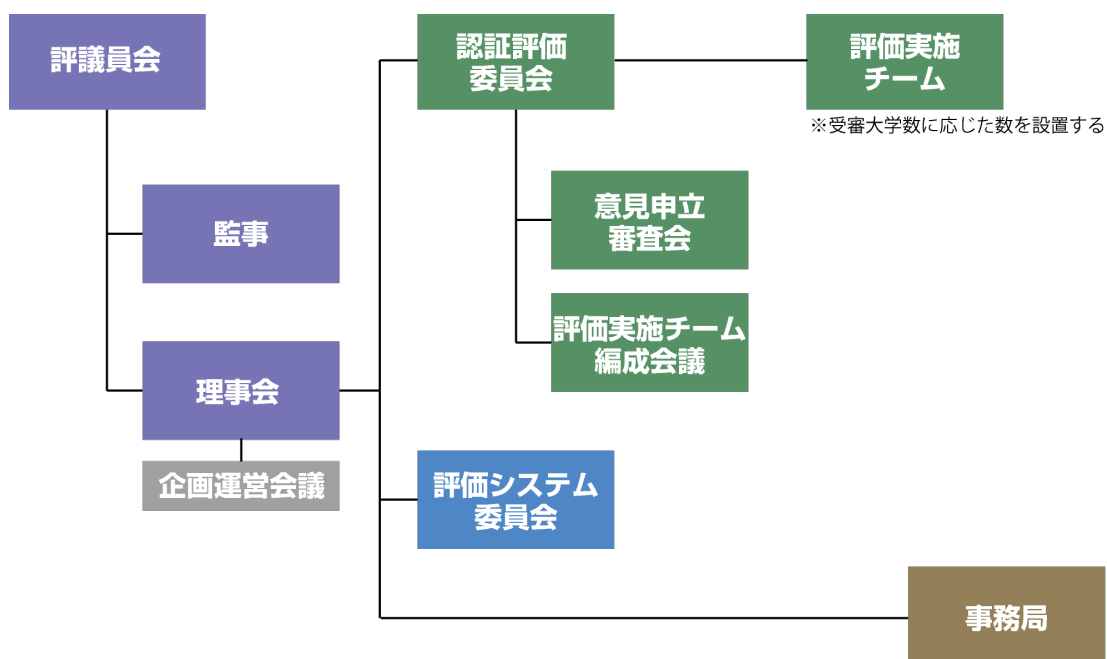 評議員会
監事
理事会
企画運営会議
認証評価
委員会
評価実施
チーム
※受審大学数に応じた数を設置する
意見申立
審査会
評価実施チーム
編成会議
評価システム
委員会
事務局